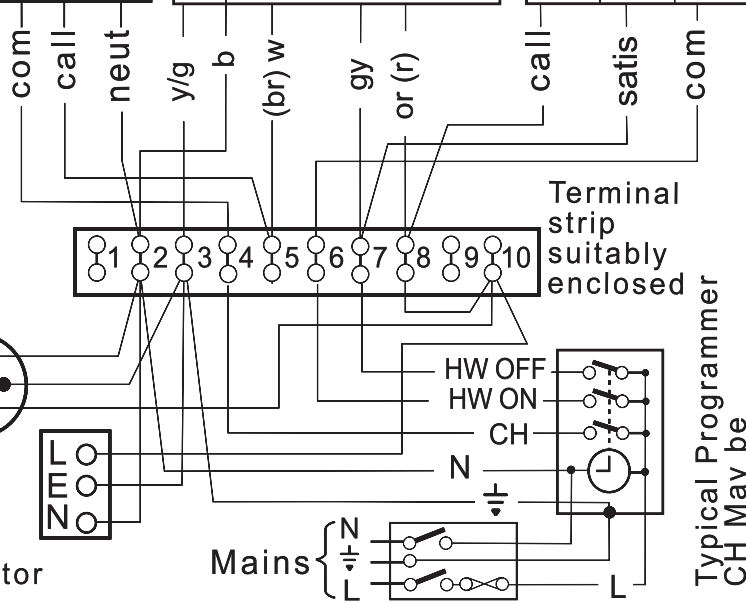 com
call
neut
y/g
b
(br) w
gy
or (r)
call
satis
com
Terminal
strip
suitably
enclosed
1 2 3 4 5 6 7 8 9 10
HW OFF
HW ON
CH
N
L
E
N
Typical Programmer
CH May be
Mains
N
L
L
tor